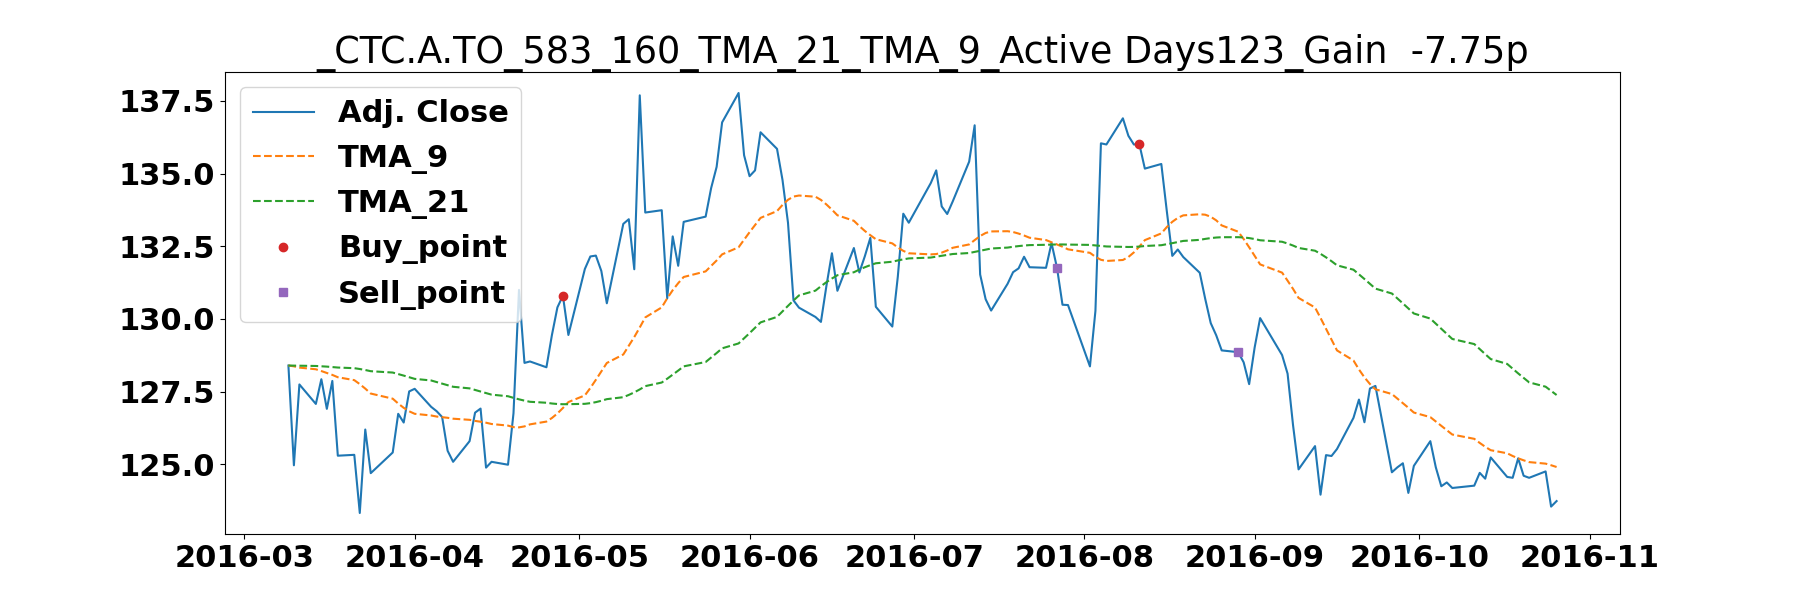 _CTC.A.TO_583_160_TMA_21_TMA_9_Active Days123_Gain  -7.75p
137.5
135.0
132.5
130.0
127.5
125.0
Adj. Close
TMA_9
TMA_21
Buy_point
Sell_point
2016-03 2016-04 2016-05 2016-06 2016-07 2016-08 2016-09 2016-10 2016-11